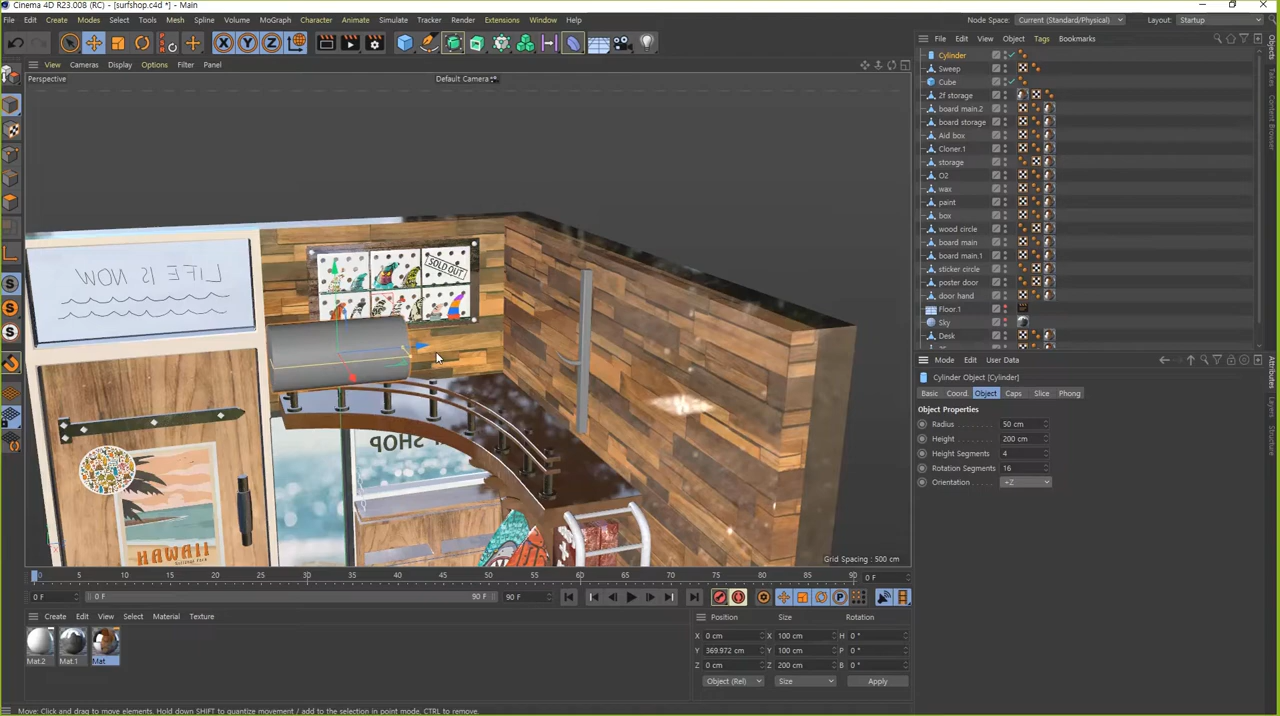 Cinema 4D R23.008 (RC) - [surfshop.c4d *] - Main
File Edit Create Modes Select Tools Mesh Spline Volume MoGraph Character Animate Simulate Tracker Render Extensions Window Help
Node Space: Current (Standard/Physical) Layout: Startup
View Cameras Display Options Filter Panel
Perspective
Default Camera
LIFE IS NOW
SOLD OUT
SHOP
HAWAII
Grid Spacing : 500 cm
File Edit View Object Tags Bookmarks
Cylinder
Sweep
Cube
2f storage
board main.2
board storage
Aid box
Cloner.1
storage
O2
wax
paint
box
wood circle
board main
board main.1
sticker circle
poster door
door hand
Floor.1
Sky
Desk
Objects
Takes
Content Browser
Attributes
Layers
Structure
Mode Edit User Data
Cylinder Object [Cylinder]
Basic Coord. Object Caps Slice Phong
Object Properties
Radius . . . . . . . . 50 cm
Height . . . . . . . . 200 cm
Height Segments 4
Rotation Segments 16
Orientation . . . . . +Z
0 5 10 15 20 25 30 35 40 45 50 55 60 65 70 75 80 85 90 0 F
0 F 0 F 90 F 90 F
Create Edit View Select Material Texture
Mat.2 Mat.1 Mat
Position Size Rotation
X 0 cm X 100 cm H 0 °
Y 369.972 cm Y 100 cm P 0 °
Z 0 cm Z 200 cm B 0 °
Object (Rel) Size Apply
Move: Click and drag to move elements. Hold down SHIFT to quantize movement / add to the selection in point mode, CTRL to remove.